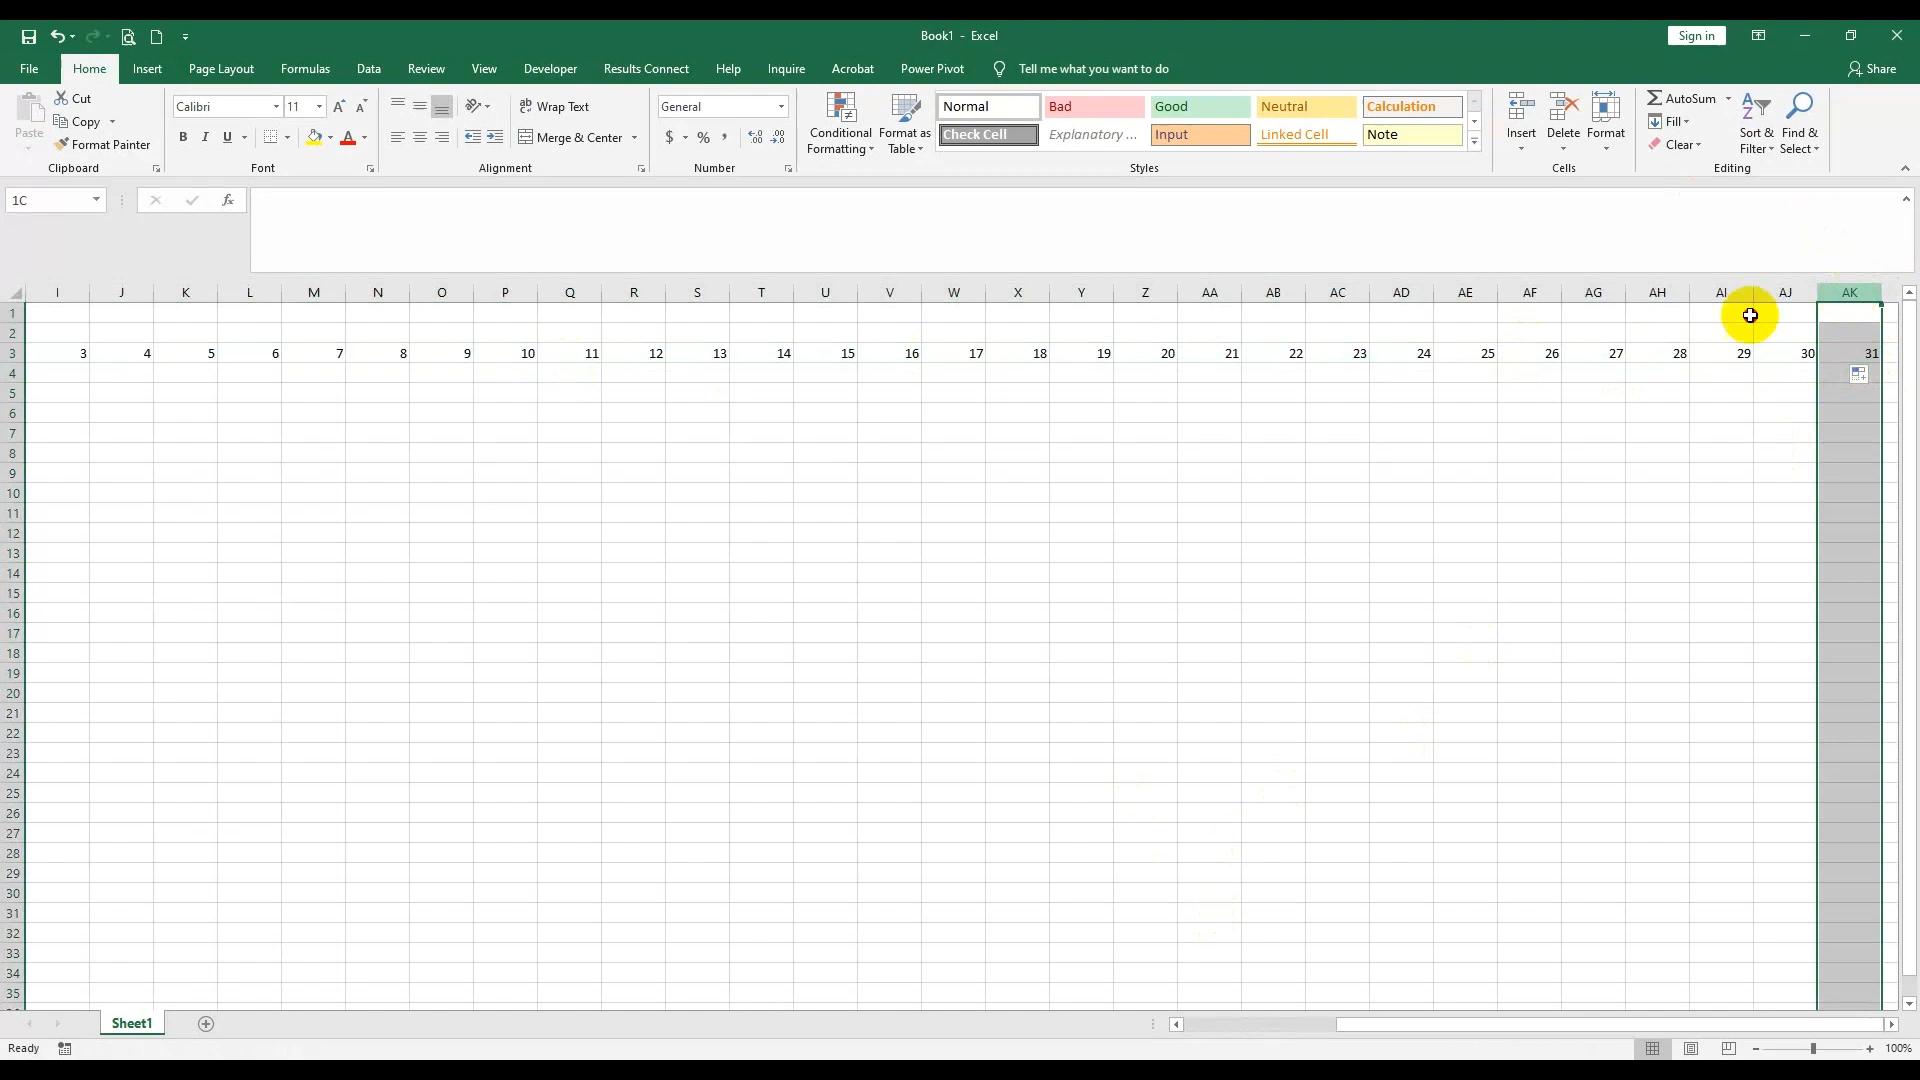 Book1 - Excel
Sign in
File Home Insert Page Layout Formulas Data Review View Developer Results Connect Help Inquire Acrobat Power Pivot Tell me what you want to do Share
Paste
Cut
Copy
Format Painter
Clipboard
Calibri 11
B I U
Font
Wrap Text
Merge & Center
Alignment
General
$ % ,
Number
Conditional Formatting
Format as Table
Normal Bad Good Neutral Calculation
Check Cell Explanatory ... Input Linked Cell Note
Styles
Insert Delete Format
Cells
AutoSum
Fill
Clear
Sort & Filter
Find & Select
Editing
1C
fx
I J K L M N O P Q R S T U V W X Y Z AA AB AC AD AE AF AG AH AI AJ AK
1
2
3 3 4 5 6 7 8 9 10 11 12 13 14 15 16 17 18 19 20 21 22 23 24 25 26 27 28 29 30 31
4
5
6
7
8
9
10
11
12
13
14
15
16
17
18
19
20
21
22
23
24
25
26
27
28
29
30
31
32
33
34
35
Sheet1
Ready
100%